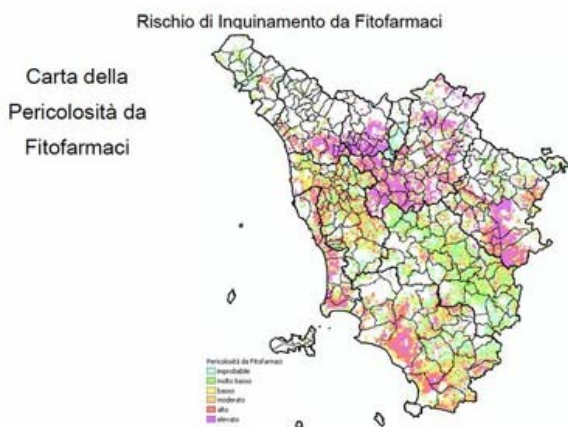 Rischio di Inquinamento da Fitofarmaci
Carta della
Pericolosità da
Fitofarmaci
Pericolosità da Fitofarmaci
improbabile
molto basso
basso
moderato
alto
elevato